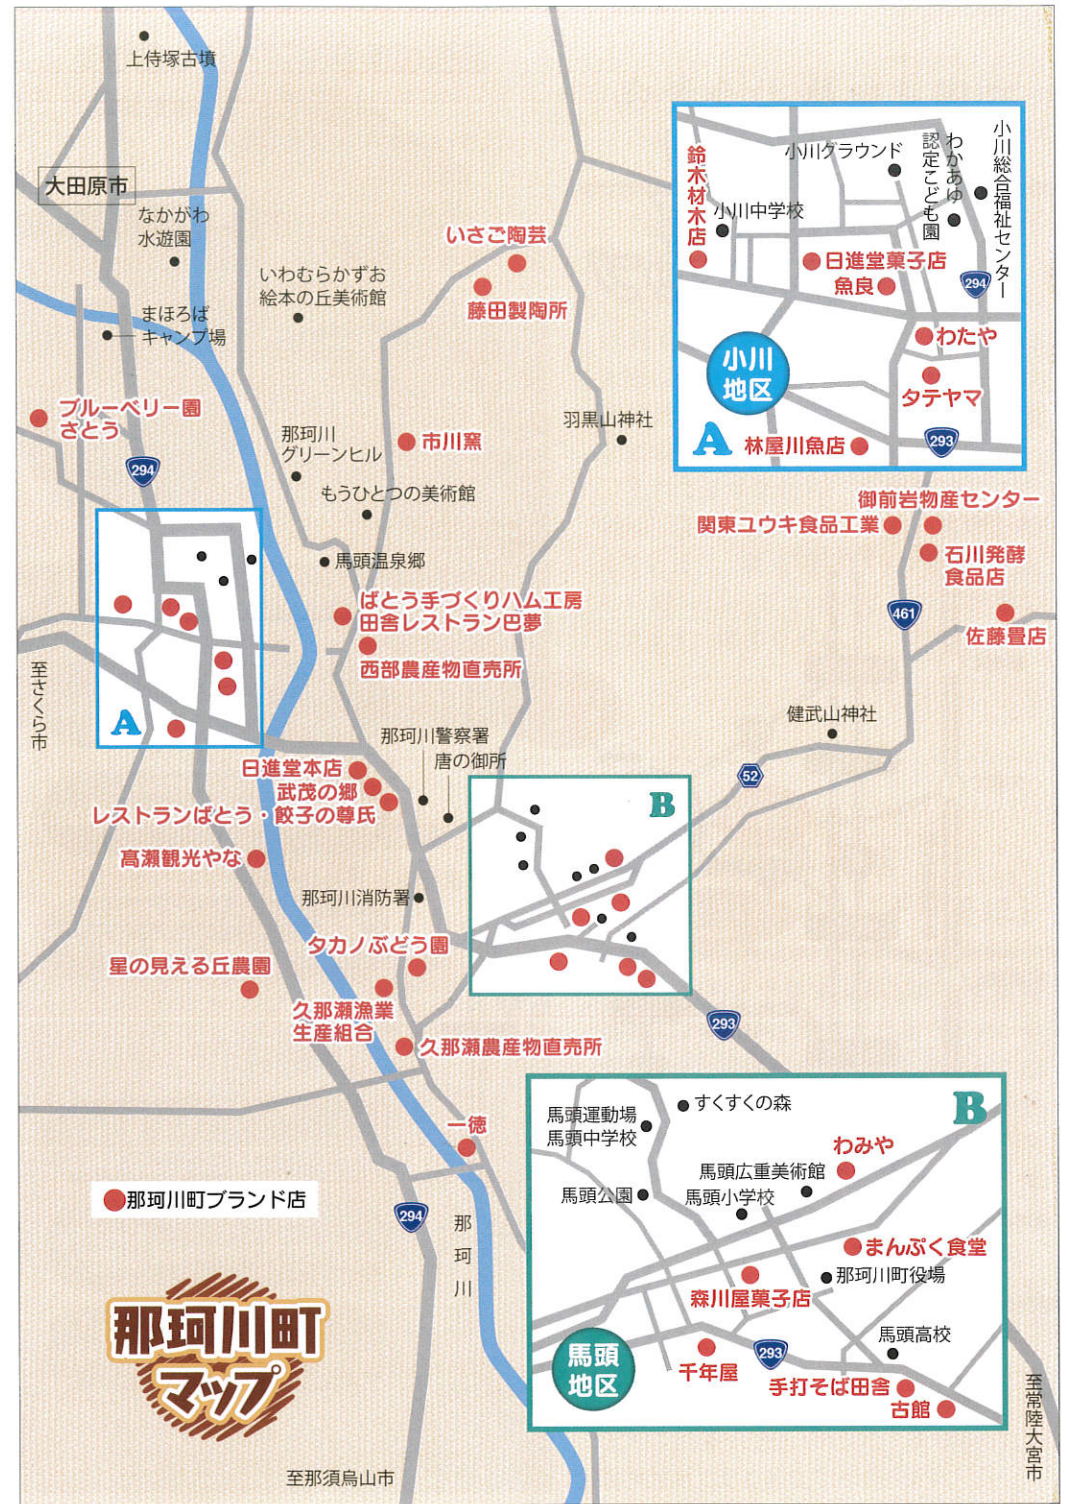 上侍塚古墳
大田原市
なかがわ
水遊園
いわむらかずお
絵本の丘美術館
まほろば
キャンプ場
いさご陶芸
藤田製陶所
ブルーベリー園
さとう
294
市川窯
那珂川
グリーンヒル
もうひとつの美術館
馬頭温泉郷
羽黒山神社
ばとう手づくりハム工房
田舎レストラン巴夢
西部農産物直売所
至さくら市
A
鈴木材木店
小川グラウンド
小川中学校
わかあゆ
認定こども園
小川総合福祉センター
日進堂菓子店
魚良
294
わたや
タテヤマ
小川
地区
A
林屋川魚店
293
御前岩物産センター
関東ユウキ食品工業
石川発酵
食品店
461
佐藤畳店
健武山神社
52
那珂川警察署
唐の御所
日進堂本店
武茂の郷
レストランばとう・餃子の尊氏
高瀬観光やな
那珂川消防署
B
タカノぶどう園
星の見える丘農園
久那瀬漁業
生産組合
久那瀬農産物直売所
293
一徳
那珂川町ブランド店
294
那珂川
那珂川町
マップ
至那須烏山市
すくすくの森
B
馬頭運動場
馬頭中学校
わみや
馬頭広重美術館
馬頭公園
馬頭小学校
まんぷく食堂
那珂川町役場
森川屋菓子店
馬頭高校
293
馬頭
地区
千年屋
手打そば田舎
古館
至常陸大宮市